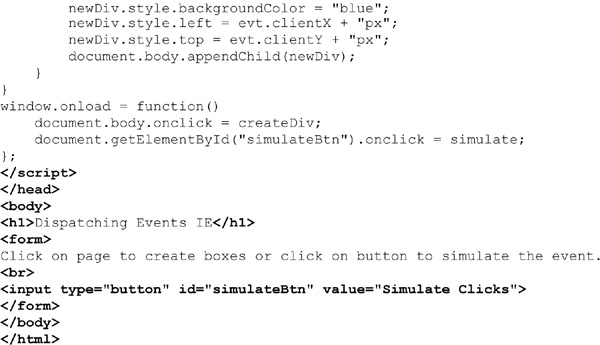 newDiv.style.backgroundColor = "blue";
newDiv.style.left = evt.clientX + "px";
newDiv.style.top = evt.clientY + "px";
document.body.appendChild(newDiv);
}
}
window.onload = function()
document.body.onclick = createDiv;
document.getElementById("simulateBtn").onclick = simulate;
};
</script>
</head>
<body>
<h1>Dispatching Events IE</h1>
<form>
Click on page to create boxes or click on button to simulate the event.
<br>
<input type="button" id="simulateBtn" value="Simulate Clicks">
</form>
</body>
</html>